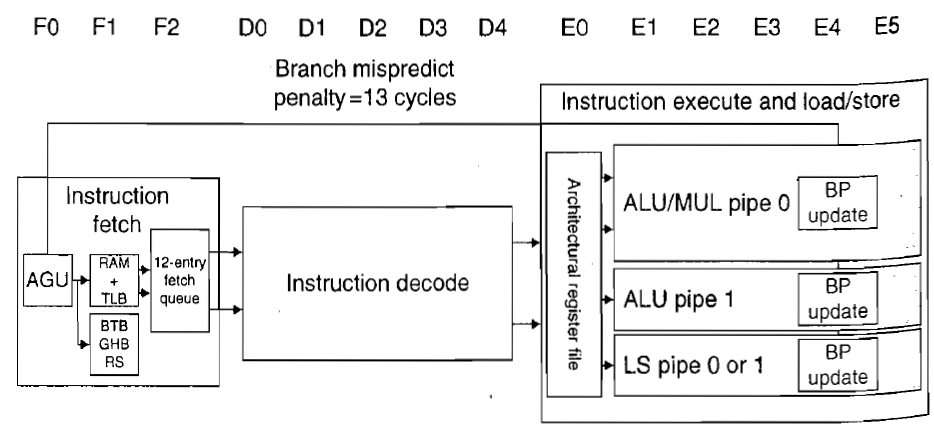 F0 F1 F2 D0 D1 D2 D3 D4 E0 E1 E2 E3 E4 E5
Branch mispredict
penalty=13 cycles
Instruction execute and load/store
Instruction
fetch
AGU
RAM
+
TLB
BTB
GHB
RS
12-entry
fetch
queue
Instruction decode
Architectural register file
ALU/MUL pipe 0
BP
update
ALU pipe 1
BP
update
LS pipe 0 or 1
BP
update